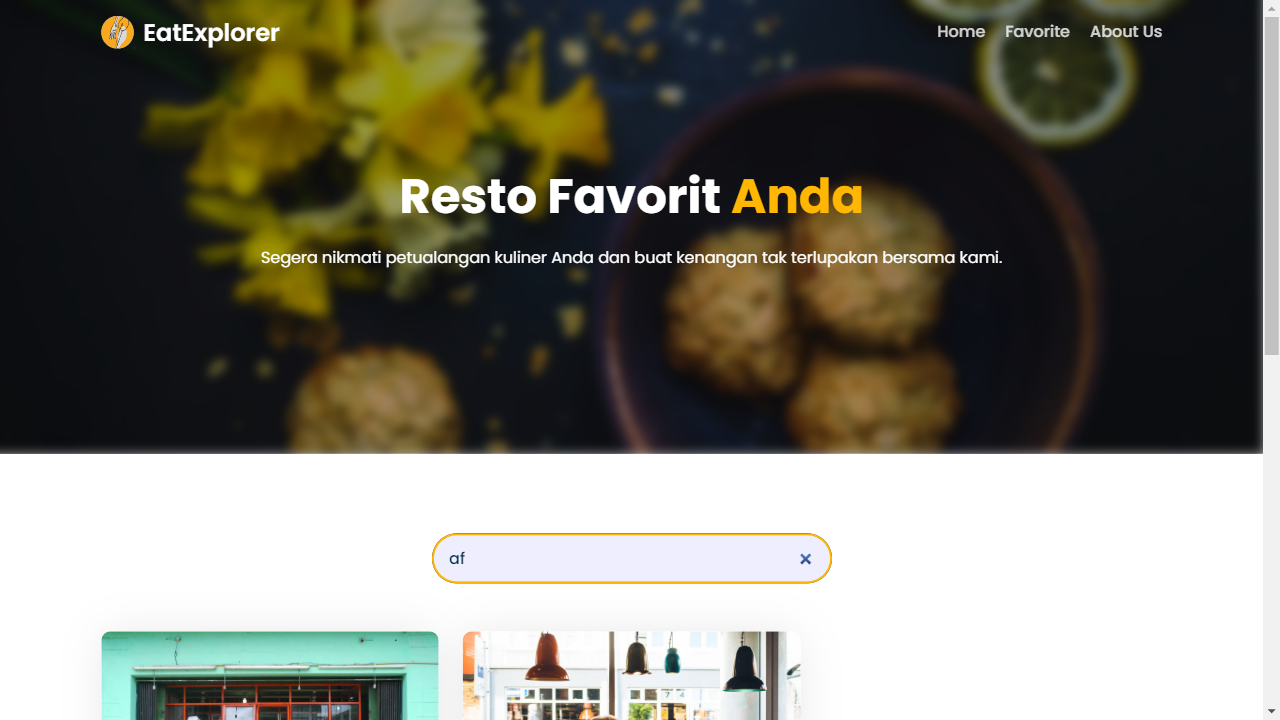 EatExplorer
Home Favorite About Us
Resto Favorit Anda
Segera nikmati petualangan kuliner Anda dan buat kenangan tak terlupakan bersama kami.
af